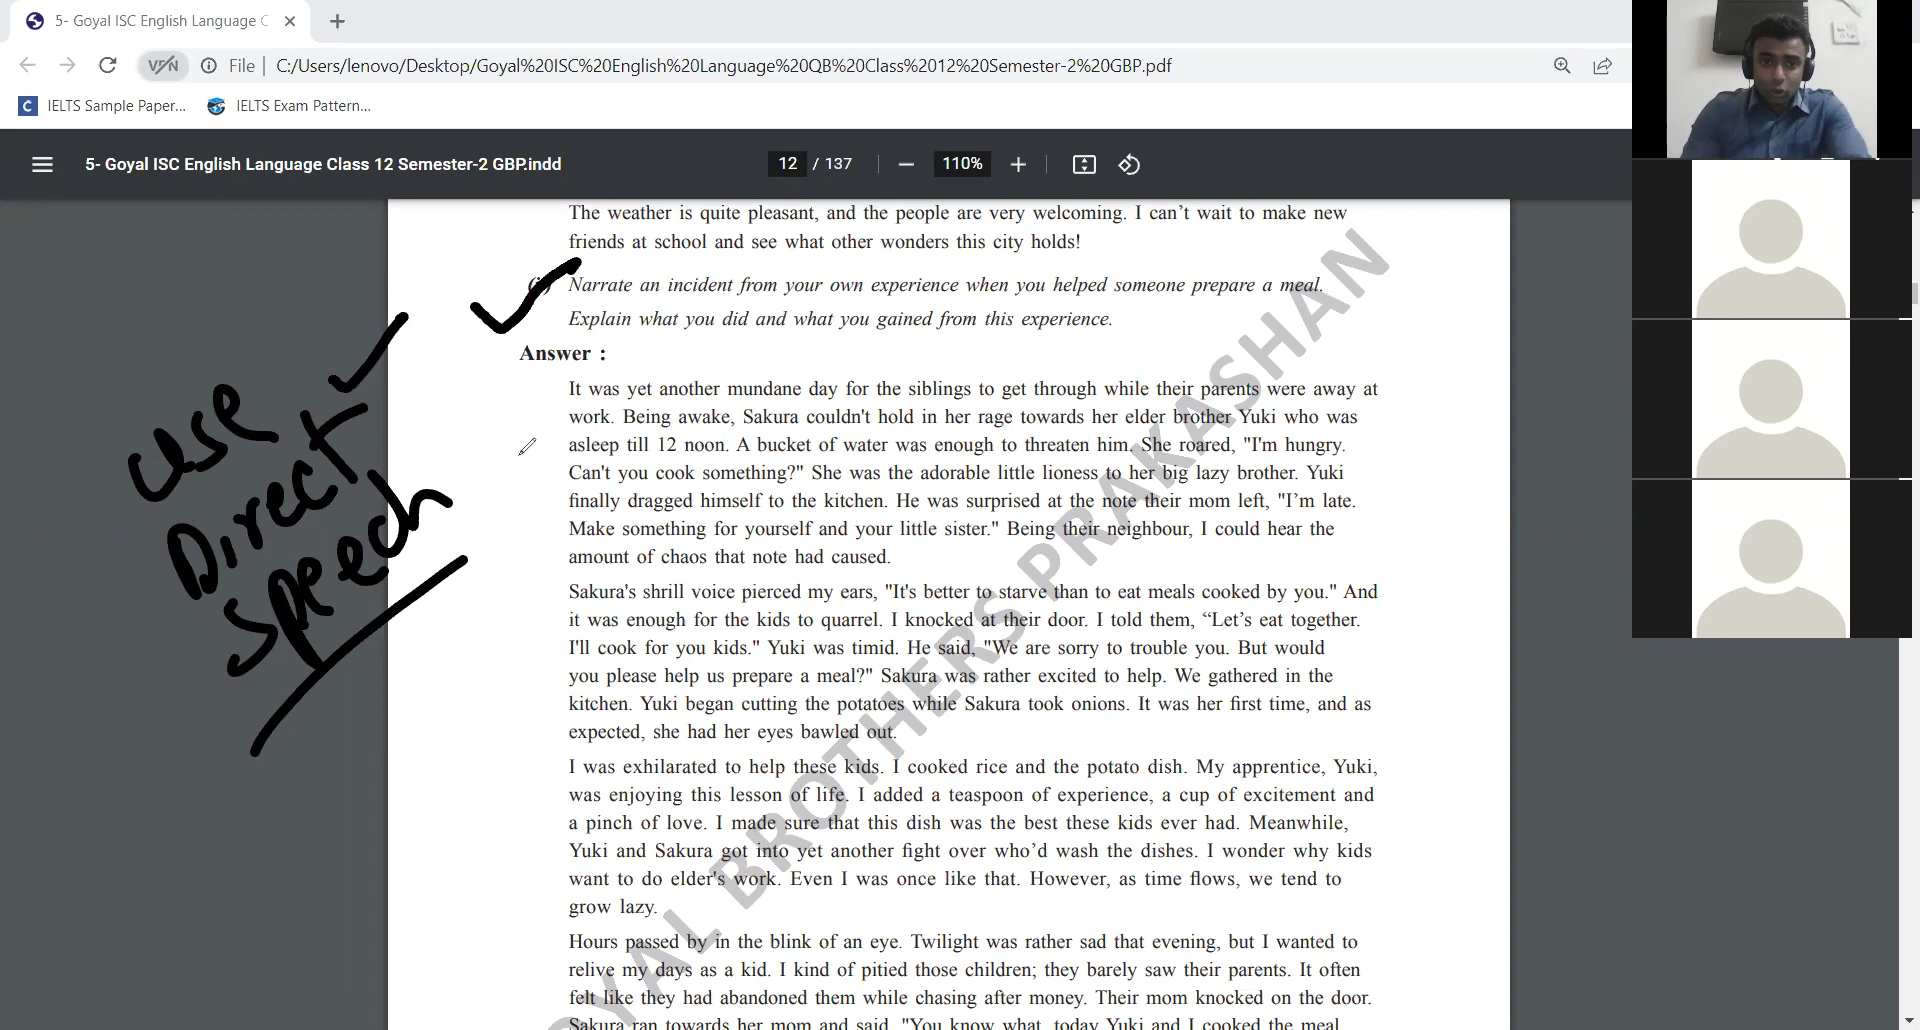 5- Goyal ISC English Language C
File
C:/Users/lenovo/Desktop/Goyal%20ISC%20English%20Language%20QB%20Class%2012%20Semester-2%20GBP.pdf
IELTS Sample Paper...
IELTS Exam Pattern...
5- Goyal ISC English Language Class 12 Semester-2 GBP.indd
12 / 137
110%
The weather is quite pleasant, and the people are very welcoming. I can’t wait to make new
friends at school and see what other wonders this city holds!
Narrate an incident from your own experience when you helped someone prepare a meal.
Explain what you did and what you gained from this experience.
Answer :
It was yet another mundane day for the siblings to get through while their parents were away at
work. Being awake, Sakura couldn't hold in her rage towards her elder brother Yuki who was
asleep till 12 noon. A bucket of water was enough to threaten him. She roared, "I'm hungry.
Can't you cook something?" She was the adorable little lioness to her big lazy brother. Yuki
finally dragged himself to the kitchen. He was surprised at the note their mom left, "I’m late.
Make something for yourself and your little sister." Being their neighbour, I could hear the
amount of chaos that note had caused.
Sakura's shrill voice pierced my ears, "It's better to starve than to eat meals cooked by you." And
it was enough for the kids to quarrel. I knocked at their door. I told them, “Let’s eat together.
I'll cook for you kids." Yuki was timid. He said, "We are sorry to trouble you. But would
you please help us prepare a meal?" Sakura was rather excited to help. We gathered in the
kitchen. Yuki began cutting the potatoes while Sakura took onions. It was her first time, and as
expected, she had her eyes bawled out.
I was exhilarated to help these kids. I cooked rice and the potato dish. My apprentice, Yuki,
was enjoying this lesson of life. I added a teaspoon of experience, a cup of excitement and
a pinch of love. I made sure that this dish was the best these kids ever had. Meanwhile,
Yuki and Sakura got into yet another fight over who’d wash the dishes. I wonder why kids
want to do elder's work. Even I was once like that. However, as time flows, we tend to
grow lazy.
Hours passed by in the blink of an eye. Twilight was rather sad that evening, but I wanted to
relive my days as a kid. I kind of pitied those children; they barely saw their parents. It often
felt like they had abandoned them while chasing after money. Their mom knocked on the door.
Sakura ran towards her mom and said, "You know what, today Yuki and I cooked the meal
use
Direct
Speech
OYAL BROTHERS PRAKASHAN